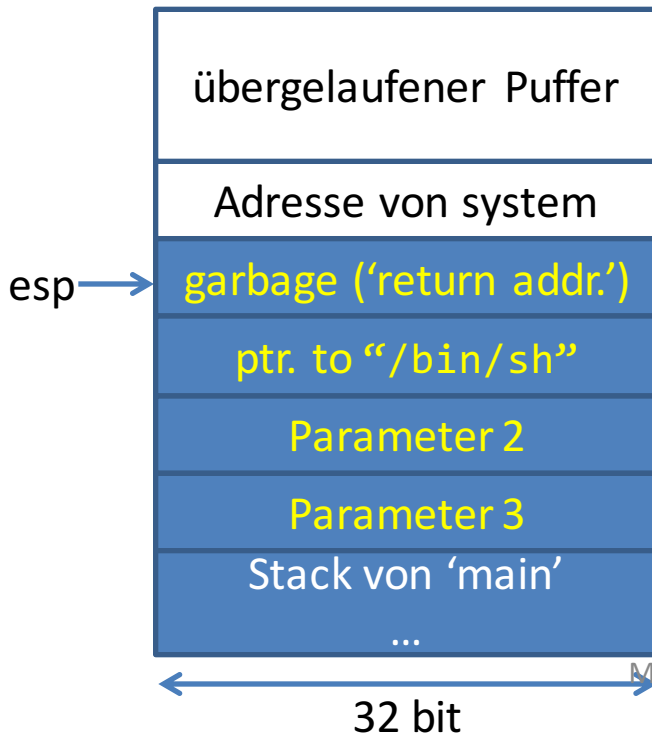 übergelaufener Puffer
Adresse von system
esp
garbage (‘return addr.’)
ptr. to “/bin/sh”
Parameter 2
Parameter 3
Stack von ‘main’
...
M
32 bit